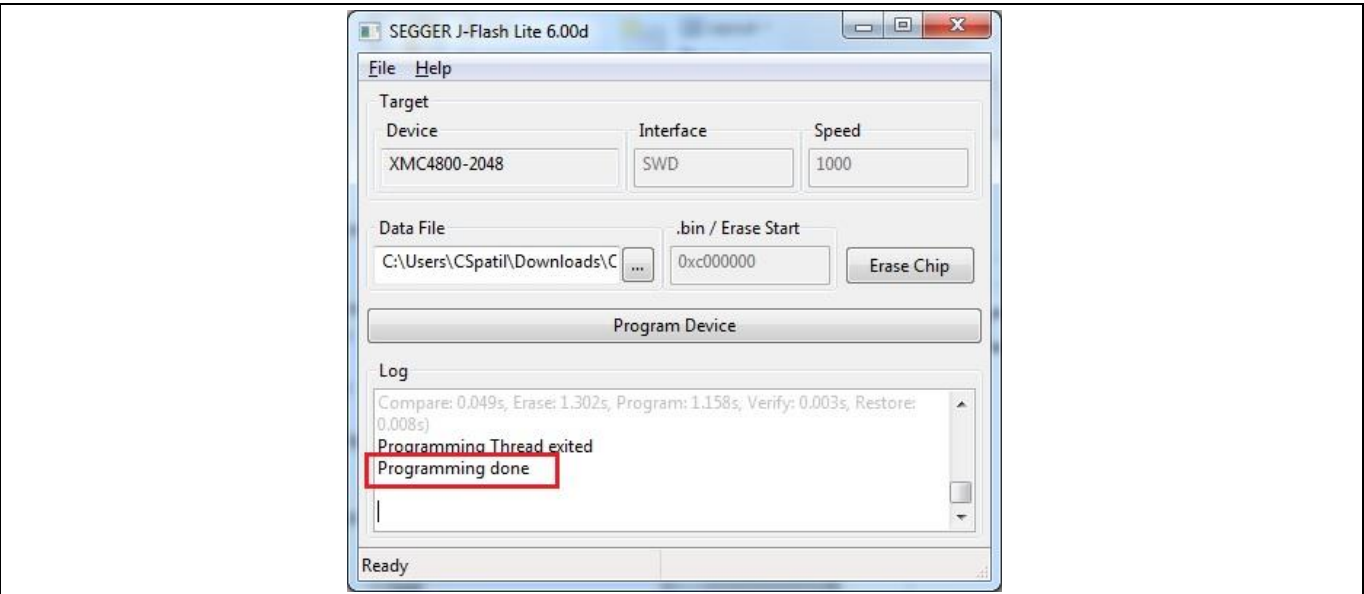 SEGGER J-Flash Lite 6.00d
File Help
Target
Device Interface Speed
XMC4800-2048 SWD 1000
Data File .bin / Erase Start
C:\Users\CSpatil\Downloads\C ... 0xc000000 Erase Chip
Program Device
Log
Compare: 0.049s, Erase: 1.302s, Program: 1.158s, Verify: 0.003s, Restore:
0.008s)
Programming Thread exited
Programming done
Ready